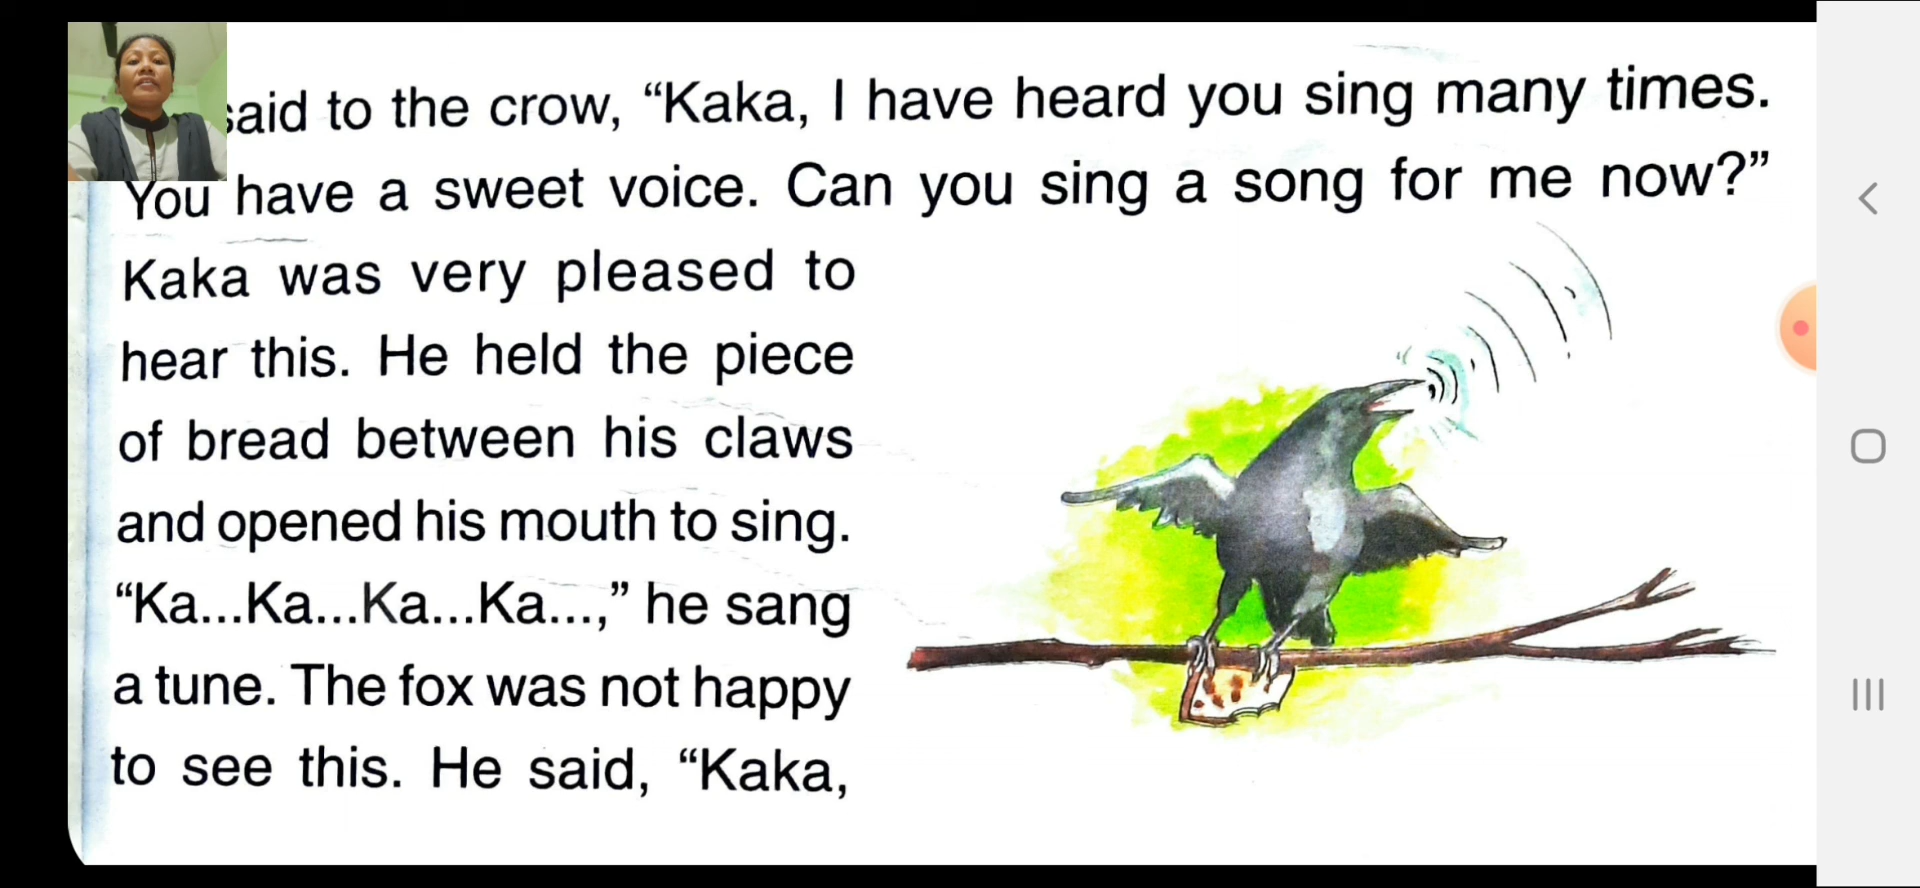 said to the crow, “Kaka, I have heard you sing many times.
You have a sweet voice. Can you sing a song for me now?”
Kaka was very pleased to
hear this. He held the piece
of bread between his claws
and opened his mouth to sing.
“Ka...Ka...Ka...Ka...,” he sang
a tune. The fox was not happy
to see this. He said, “Kaka,